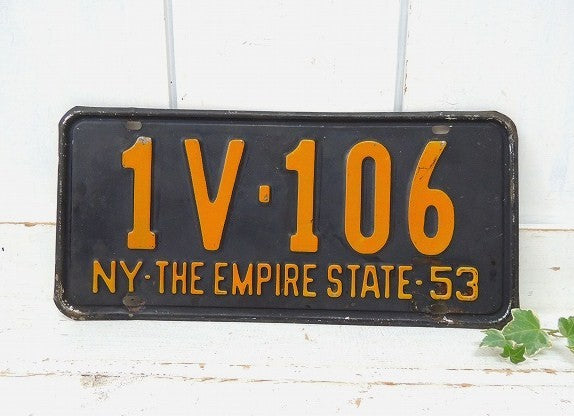 1V·106
NY·THE EMPIRE STATE·53